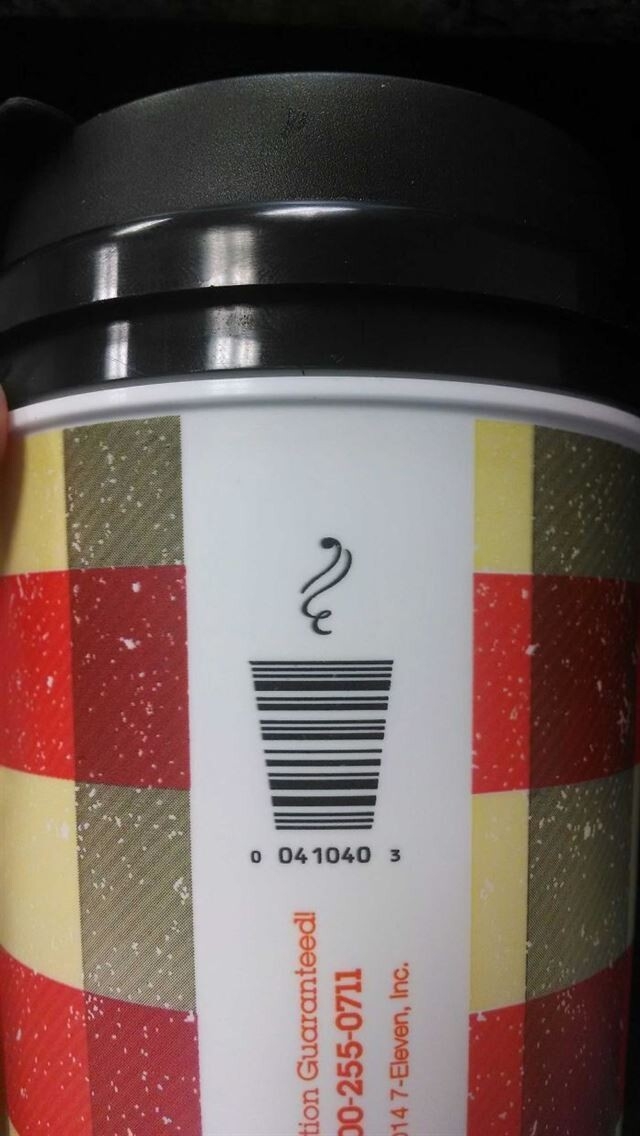 0 041040 3
tion Guaranteed!
00-255-0711
014 7-Eleven, Inc.